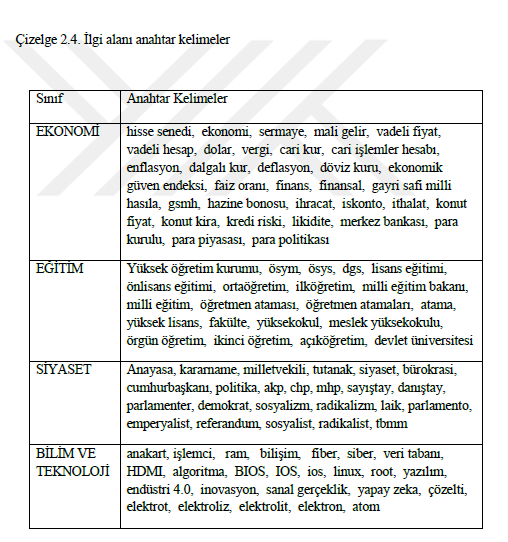 Çizelge 2.4. İlgi alanı anahtar kelimeler
Sınıf Anahtar Kelimeler
EKONOMİ hisse senedi, ekonomi, sermaye, mali gelir, vadeli fiyat,
vadeli hesap, dolar, vergi, cari kur, cari işlemler hesabı,
enflasyon, dalgalı kur, deflasyon, döviz kuru, ekonomik
güven endeksi, faiz oranı, finans, finansal, gayri safi milli
hasıla, gsmh, hazine bonosu, ihracat, iskonto, ithalat, konut
fiyat, konut kira, kredi riski, likidite, merkez bankası, para
kurulu, para piyasası, para politikası
EĞİTİM Yüksek öğretim kurumu, ösym, ösys, dgs, lisans eğitimi,
önlisans eğitimi, ortaöğretim, ilköğretim, milli eğitim bakanı,
milli eğitim, öğretmen ataması, öğretmen atamaları, atama,
yüksek lisans, fakülte, yüksekokul, meslek yüksekokulu,
örgün öğretim, ikinci öğretim, açıköğretim, devlet üniversitesi
SİYASET Anayasa, kararname, milletvekili, tutanak, siyaset, bürokrasi,
cumhurbaşkanı, politika, akp, chp, mhp, sayıştay, danıştay,
parlamenter, demokrat, sosyalizm, radikalizm, laik, parlamento,
emperyalist, referandum, sosyalist, radikalist, tbmm
BİLİM VE anakart, işlemci, ram, bilişim, fiber, siber, veri tabanı,
TEKNOLOJİ HDMI, algoritma, BIOS, IOS, ios, linux, root, yazılım,
endüstri 4.0, inovasyon, sanal gerçeklik, yapay zeka, çözelti,
elektrot, elektroliz, elektrolit, elektron, atom